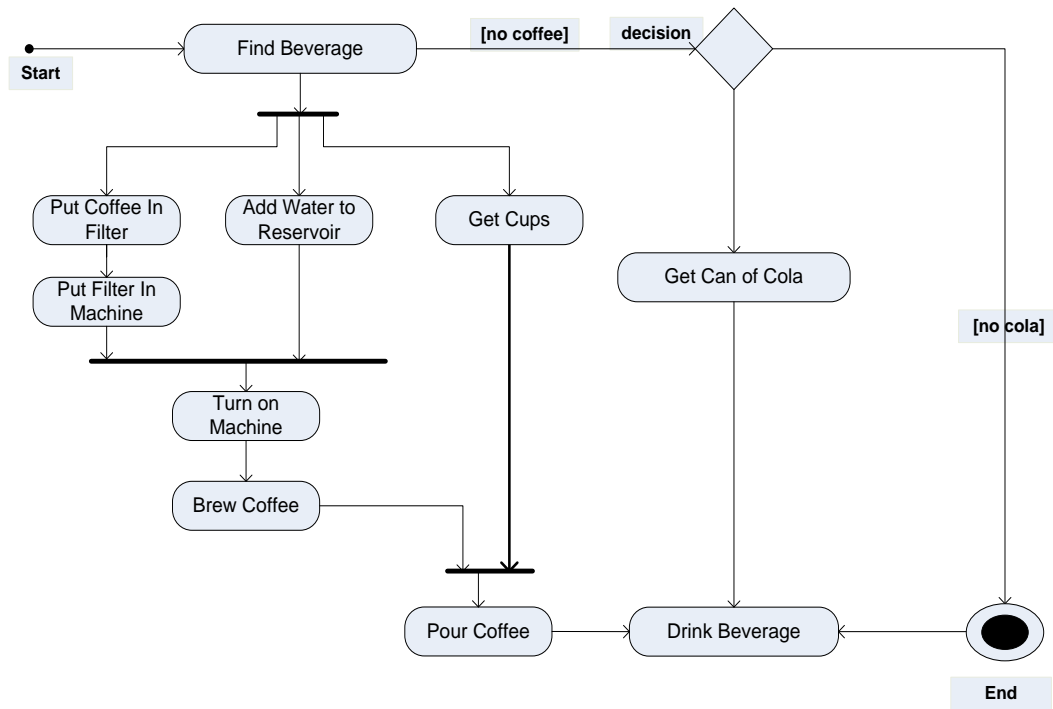 Find Beverage
[no coffee]
decision
Start
Put Coffee In
Filter
Add Water to
Reservoir
Get Cups
Get Can of Cola
Put Filter In
Machine
[no cola]
Turn on
Machine
Brew Coffee
Pour Coffee
Drink Beverage
End